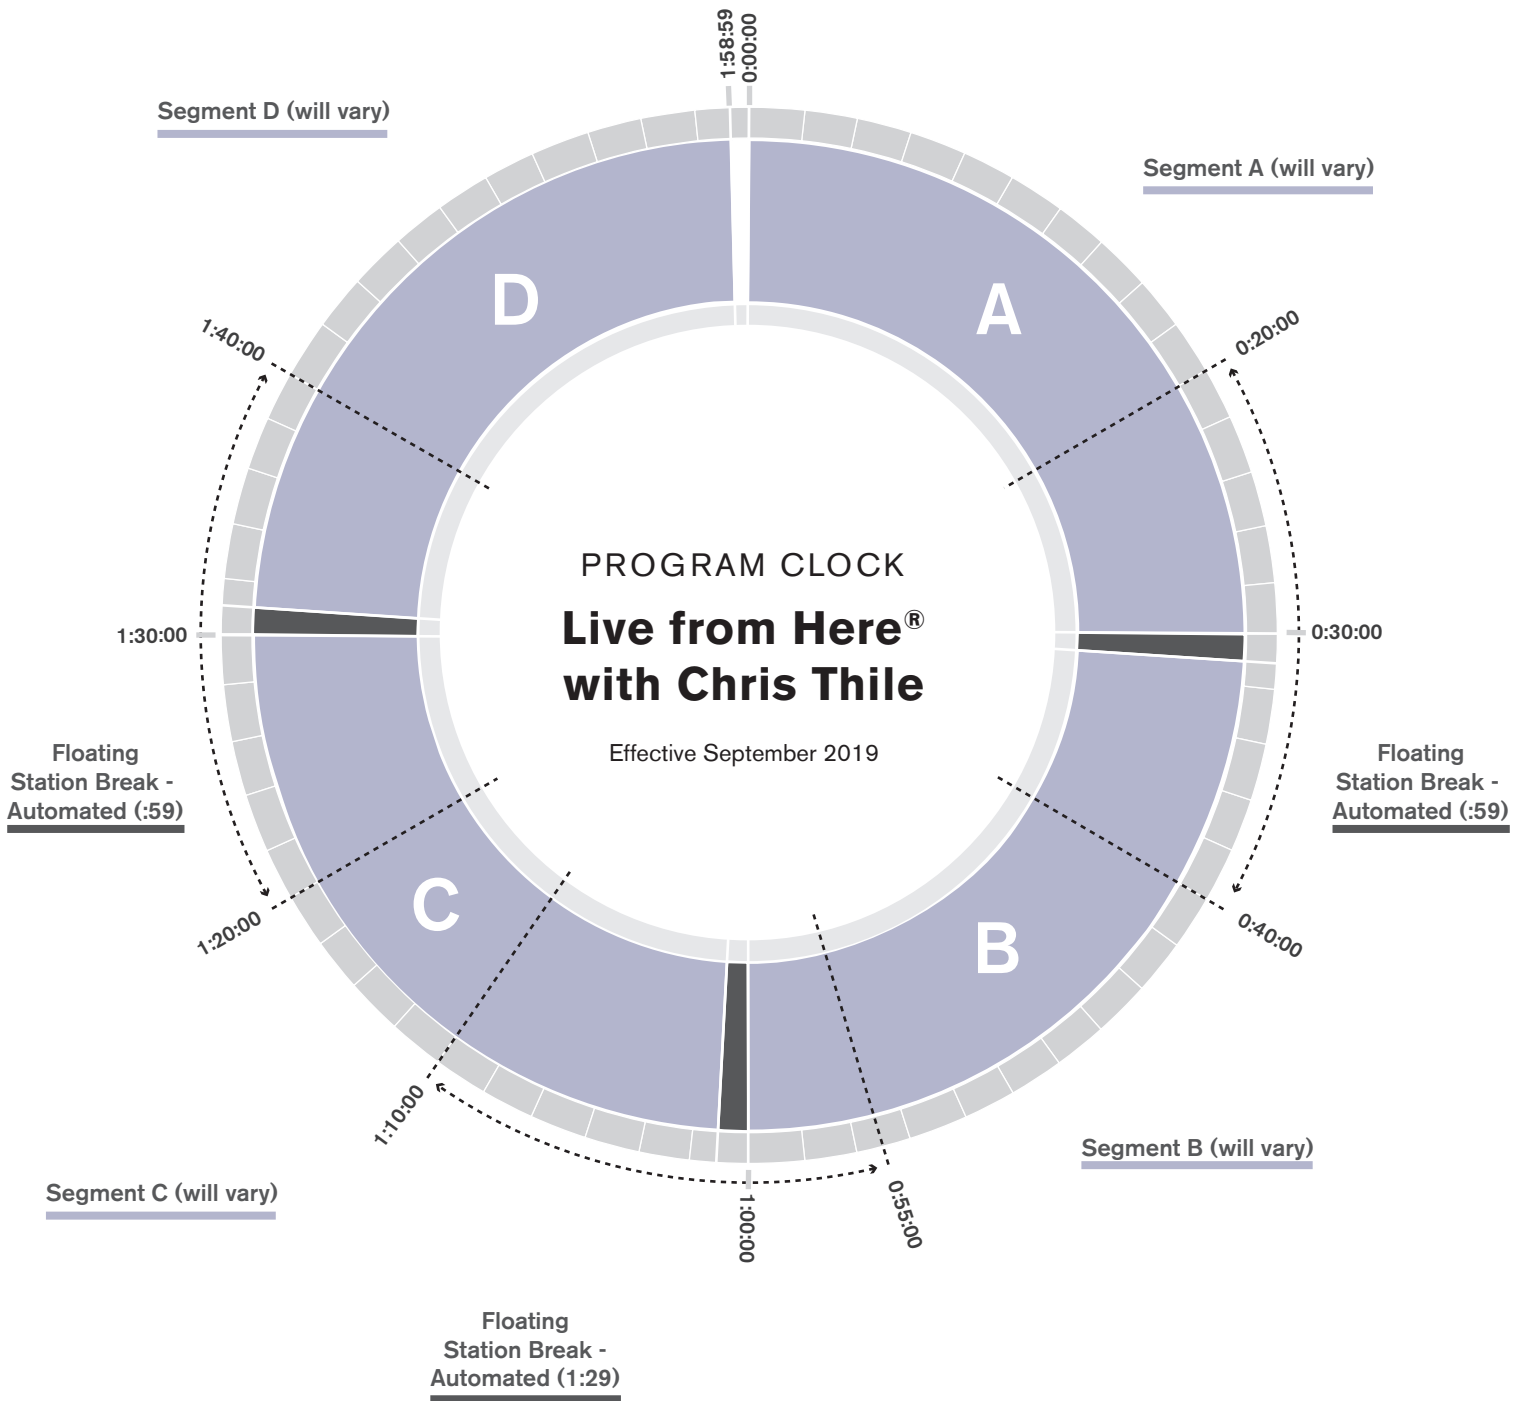 1:58:59
0:00:00
Segment D (will vary)
Segment A (will vary)
D
A
1:40:00
0:20:00
PROGRAM CLOCK
Live from Here®
with Chris Thile
Effective September 2019
1:30:00
0:30:00
Floating
Station Break -
Automated (:59)
Floating
Station Break -
Automated (:59)
C
B
1:20:00
0:40:00
1:10:00
0:55:00
1:00:00
Segment B (will vary)
Segment C (will vary)
Floating
Station Break -
Automated (1:29)